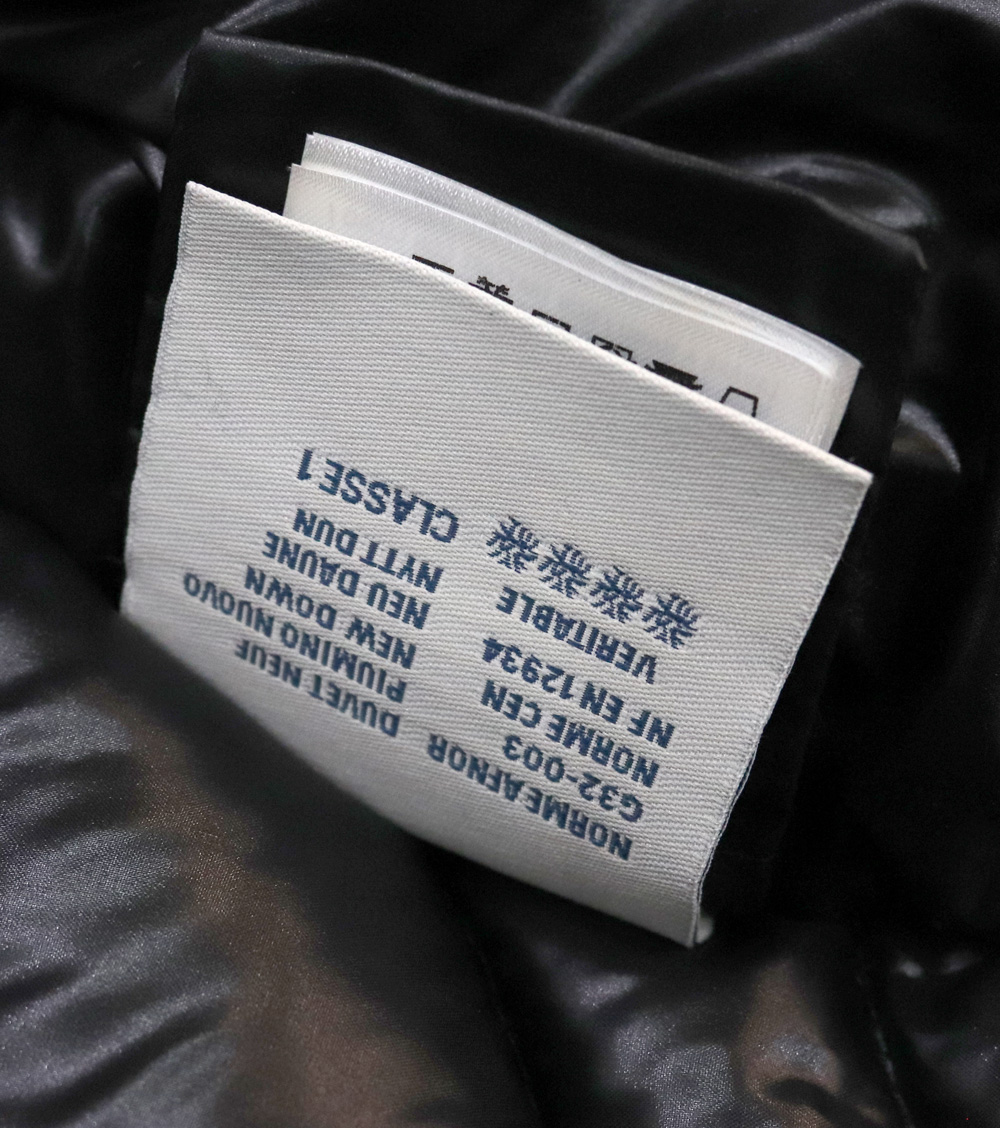 NORME AFNOR
G32-003
NORME CEN
NF EN 12934
VERITABLE
DUVET NEUF
PIUMINO NUOVO
NEW DOWN
NEU DAUNE
NYTT DUN
CLASSE 1